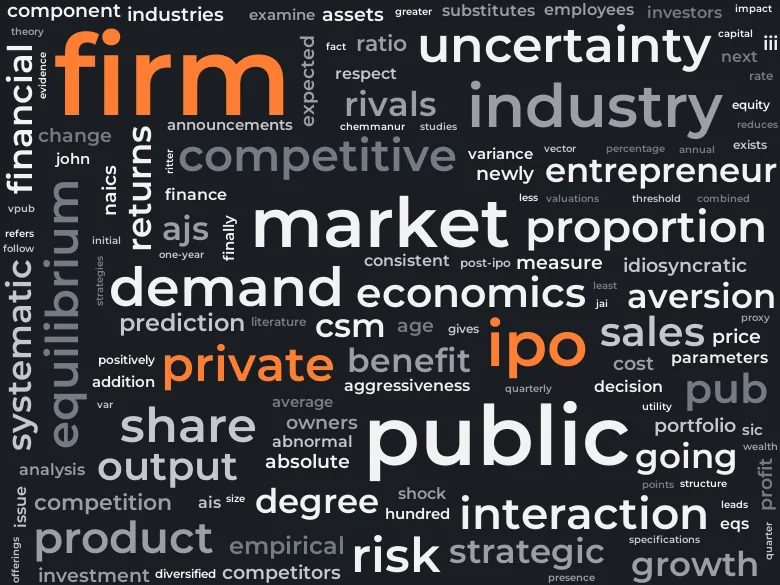 component industries examine assets greater substitutes employees investors impact
theory firm expected fact ratio uncertainty capital iii
evidence respect next
financial rivals industry rate
change announcements chemmanur studies equity reduces
john returns ritter competitive variance vector percentage annual exists
naics finance newly entrepreneur
vpub equilibrium ajs finally market less valuations threshold combined
refers initial one-year proportion
follow strategies consistent post-ipo measure idiosyncratic
systematic demand economics least jai aversion
prediction literature csm age gives ipo sales proxy price
positively private benefit cost parameters
addition aggressiveness quarterly decision pub
var average utility
share owners public portfolio sic
abnormal
analysis output absolute going wealth
issue points structure profit
competition ais size degree shock interaction leads
hundred eqs
offerings product empirical risk strategic specifications quarter
investment diversified competitors presence growth